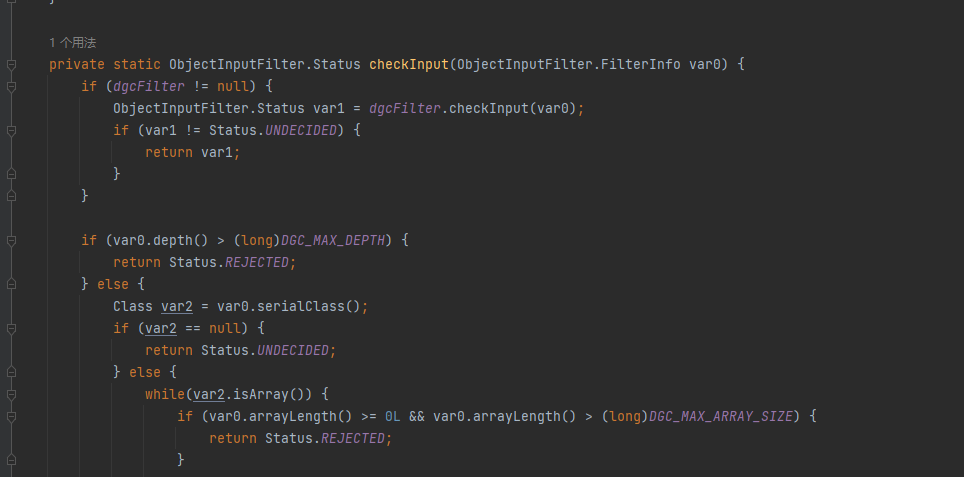 }
1 个用法
private static ObjectInputFilter.Status checkInput(ObjectInputFilter.FilterInfo var0) {
if (dgcFilter != null) {
ObjectInputFilter.Status var1 = dgcFilter.checkInput(var0);
if (var1 != Status.UNDECIDED) {
return var1;
}
}
if (var0.depth() > (long)DGC_MAX_DEPTH) {
return Status.REJECTED;
} else {
Class var2 = var0.serialClass();
if (var2 == null) {
return Status.UNDECIDED;
} else {
while(var2.isArray()) {
if (var0.arrayLength() >= 0L && var0.arrayLength() > (long)DGC_MAX_ARRAY_SIZE) {
return Status.REJECTED;
}